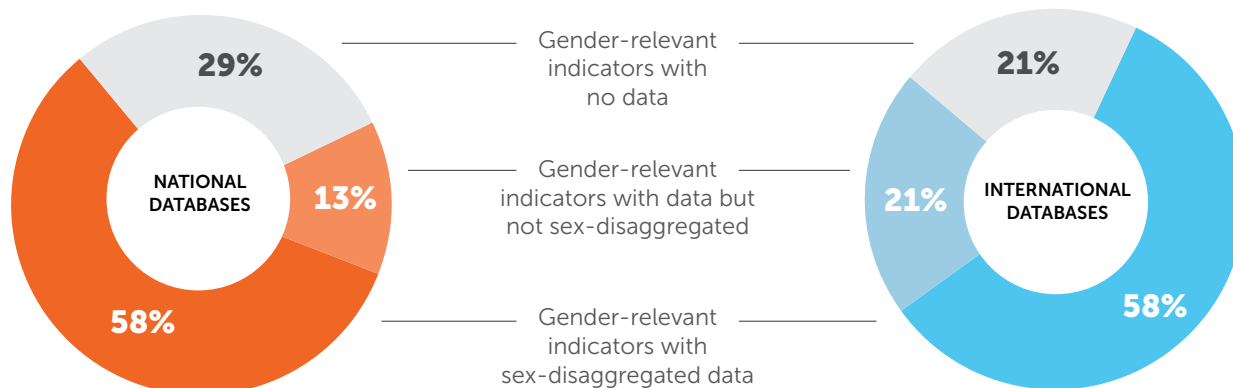 29%
13%
58%
NATIONAL
DATABASES
Gender-relevant
indicators with
no data
Gender-relevant
indicators with data but
not sex-disaggregated
Gender-relevant
indicators with
sex-disaggregated data
21%
21%
58%
INTERNATIONAL
DATABASES